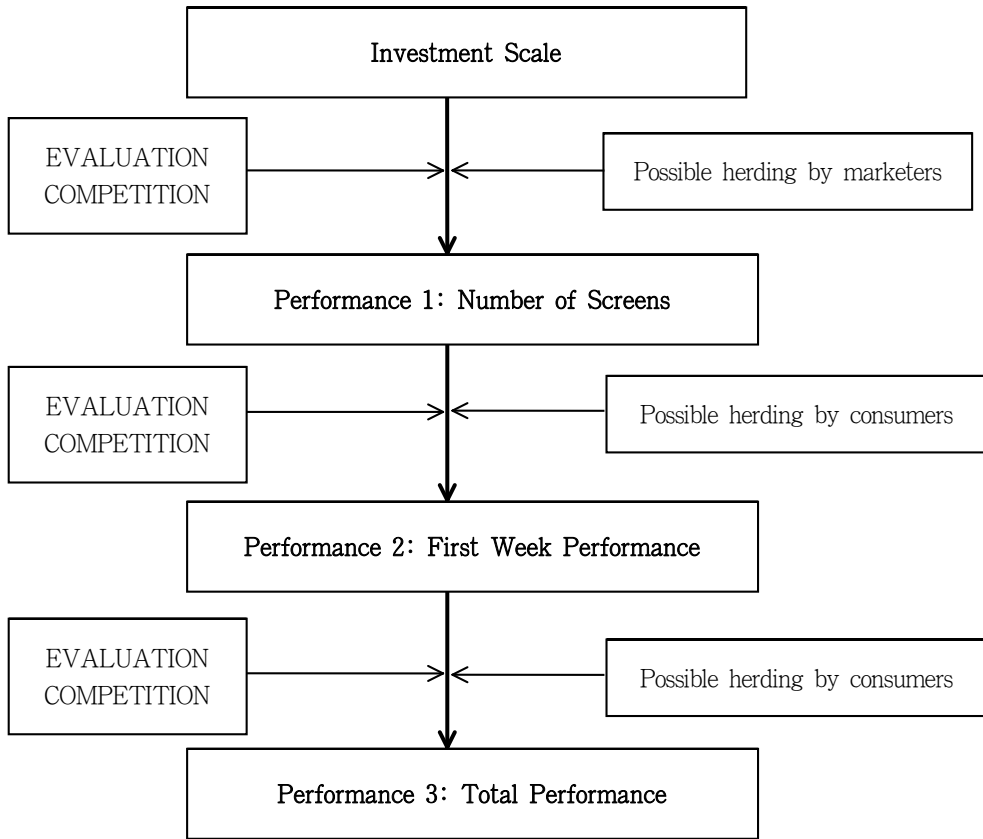 Investment Scale
EVALUATION
COMPETITION
Possible herding by marketers
Performance 1: Number of Screens
EVALUATION
COMPETITION
Possible herding by consumers
Performance 2: First Week Performance
EVALUATION
COMPETITION
Possible herding by consumers
Performance 3: Total Performance